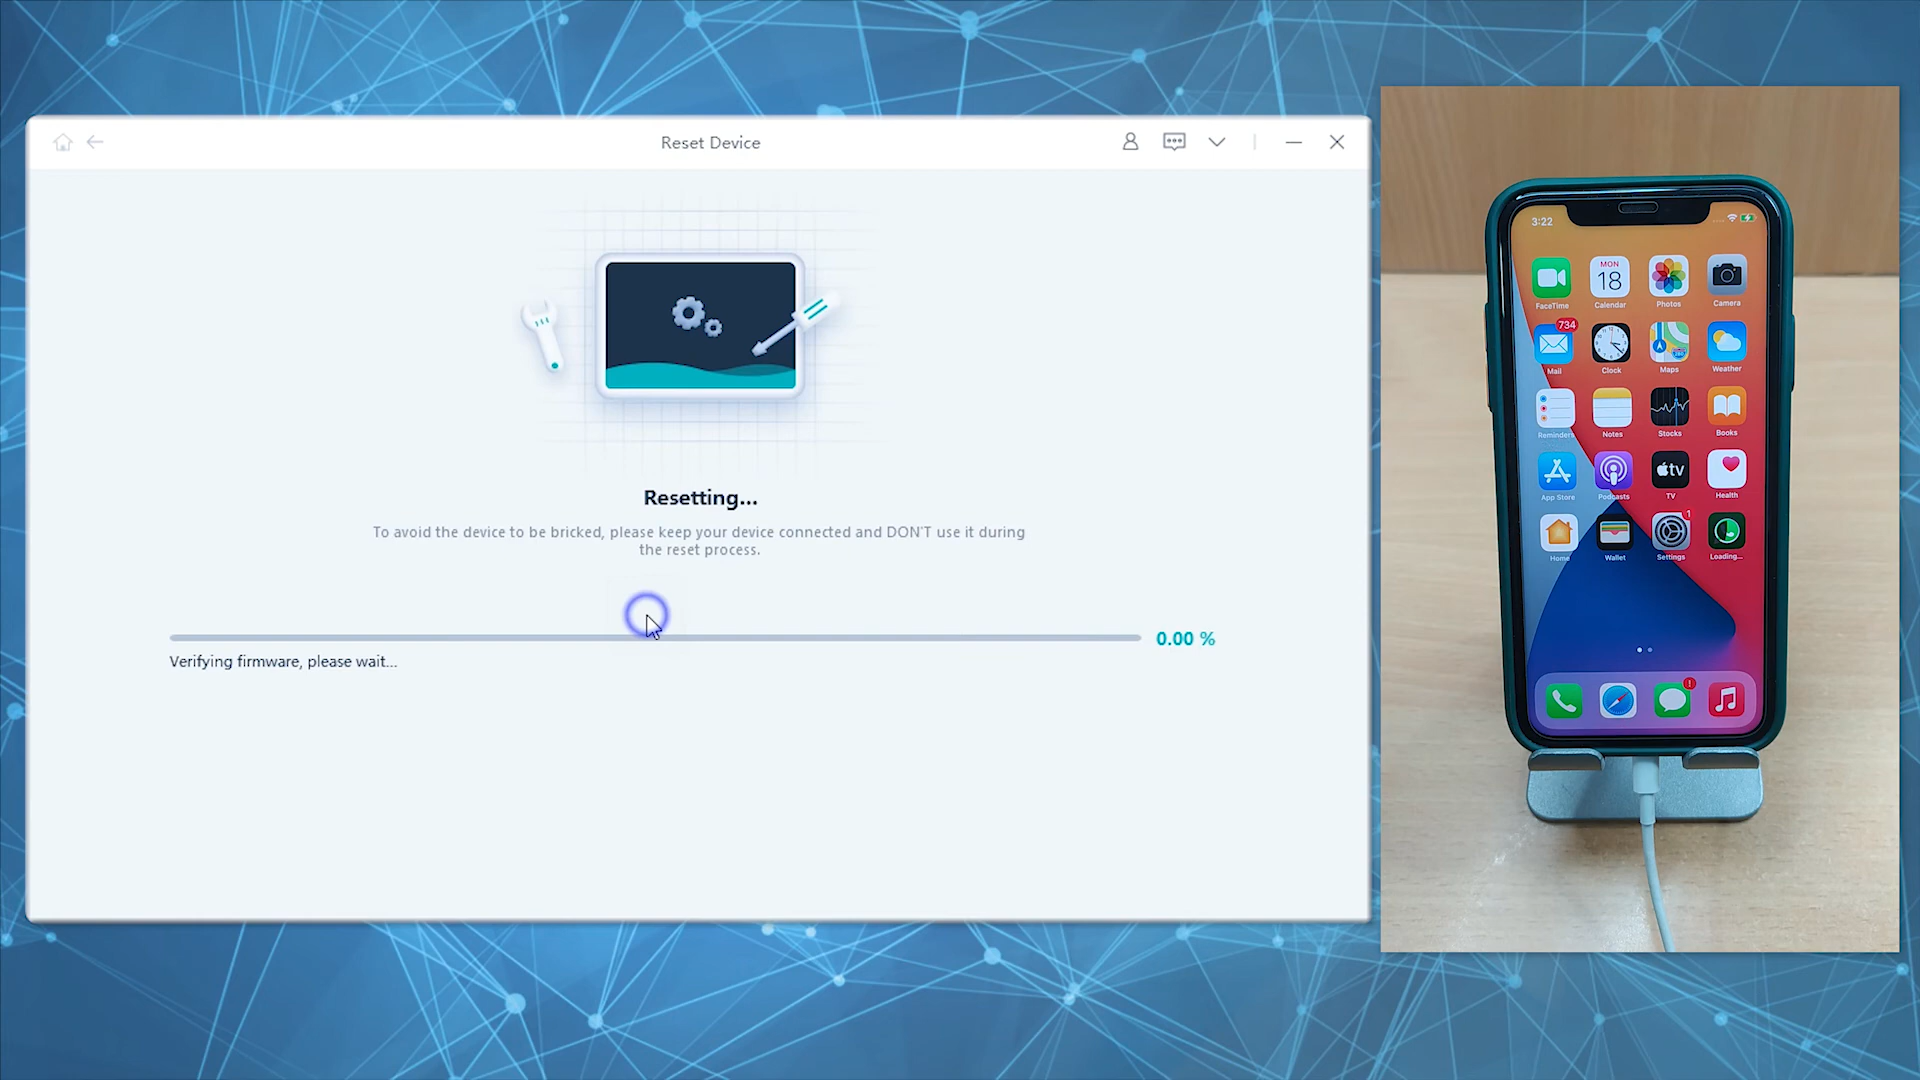 Reset Device
Resetting...
To avoid the device to be bricked, please keep your device connected and DON'T use it during
the reset process.
0.00 %
Verifying firmware, please wait...
3:22
MON
18
FaceTime
Calendar
Photos
Camera
734
Mail
Clock
Maps
Weather
Reminders
Notes
Stocks
Books
tv
App Store
Podcasts
TV
Health
1
Home
Wallet
Settings
Loading...
!